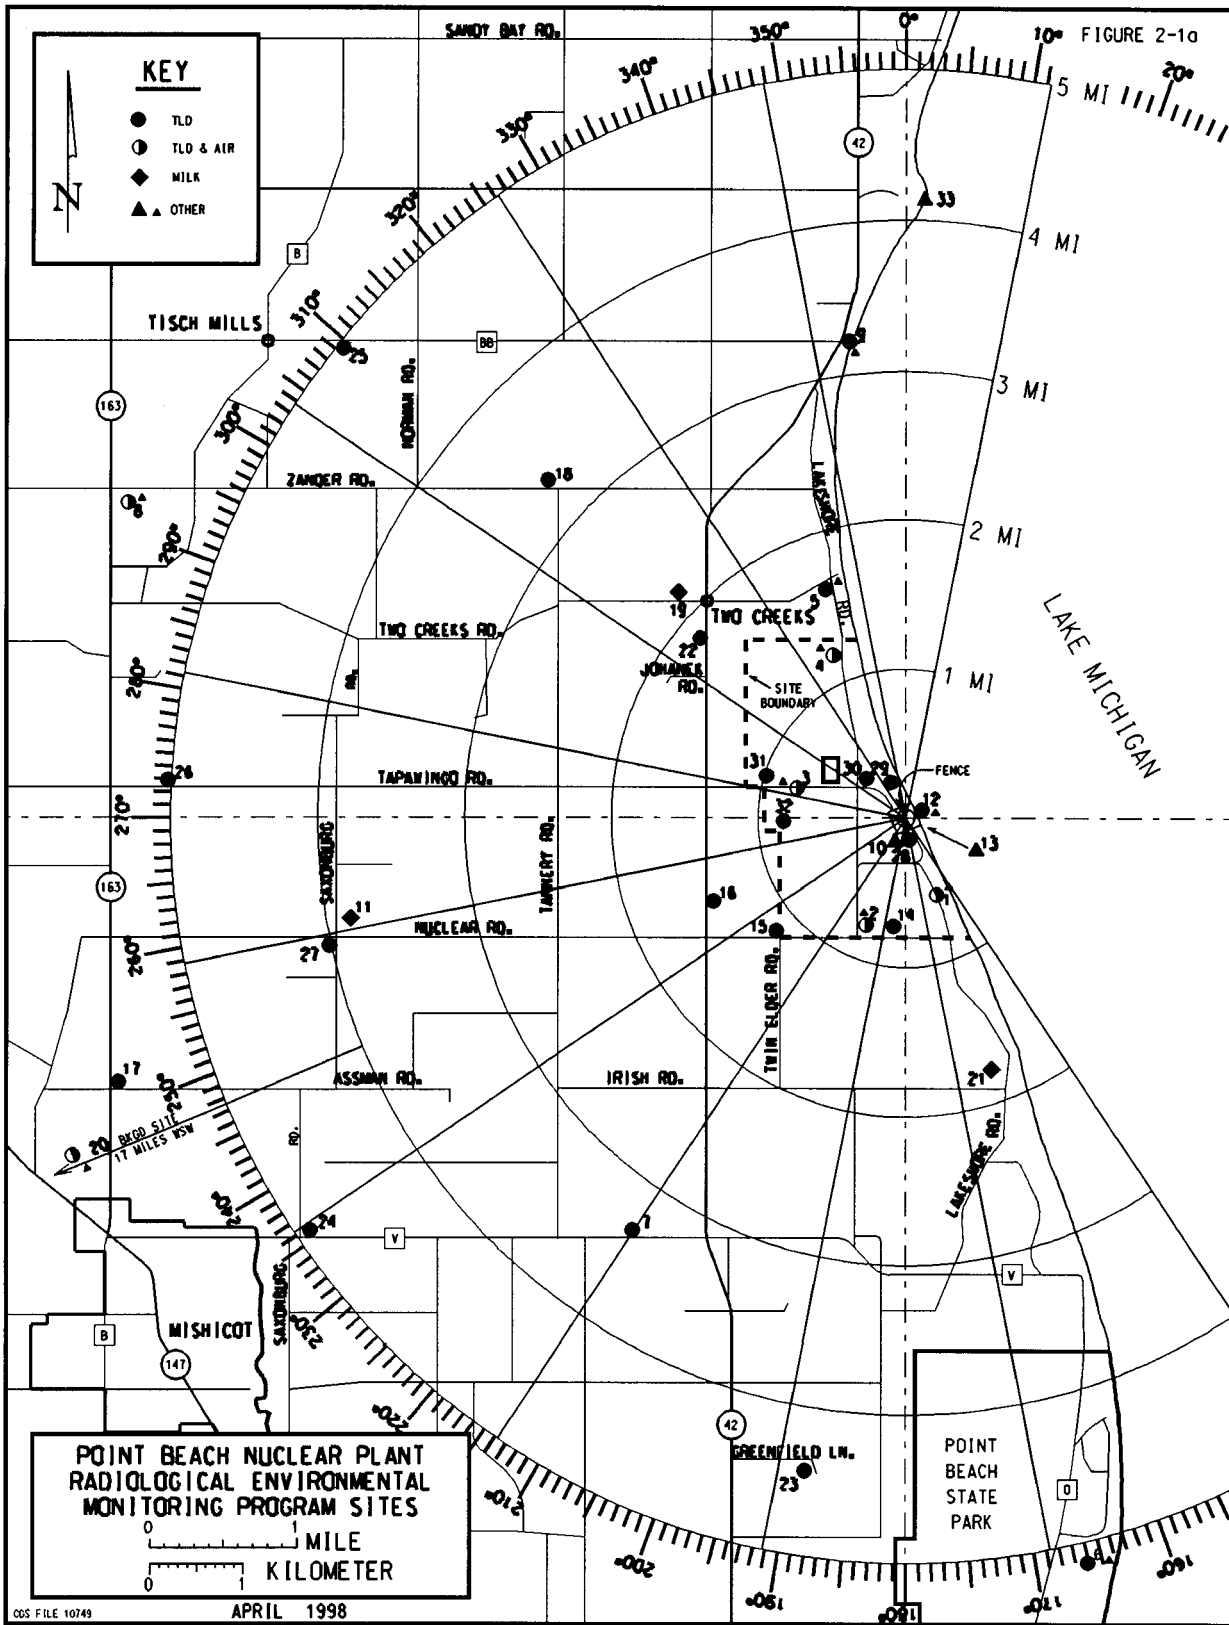 SANDY BAY RD.
FIGURE 2-1a
KEY
TLD
TLD & AIR
MILK
OTHER
N
0°
10°
20°
350°
340°
330°
320°
310°
300°
290°
280°
270°
260°
250°
240°
230°
220°
210°
200°
190°
180°
170°
160°
5 MI
4 MI
3 MI
2 MI
1 MI
42
33
B
TISCH MILLS
25
BB
163
NORMAN RD.
ZANDER RD.
18
8
LAKESHORE
RD.
5
19
TWO CREEKS
TWO CREEKS RD.
22
JOHANEK
RD.
4
SITE
BOUNDARY
RD.
LAKE MICHIGAN
31
3
30
29
FENCE
26
TAPAWINGO RD.
12
13
10
28
SAXONBURG
TANNERY RD.
163
11
16
1
2
14
15
NUCLEAR RD.
27
TWIN ELDER RD.
17
ASSMAN RD.
IRISH RD.
21
20
BKGD SITE
17 MILES WSW
RD.
LAKESHORE RD.
24
V
7
V
SAXONBURG
MISHICOT
B
147
42
GREENFIELD LN.
23
POINT
BEACH
STATE
PARK
O
6
POINT BEACH NUCLEAR PLANT
RADIOLOGICAL ENVIRONMENTAL
MONITORING PROGRAM SITES
0 1 MILE
0 1 KILOMETER
APRIL 1998
CDS FILE 10749